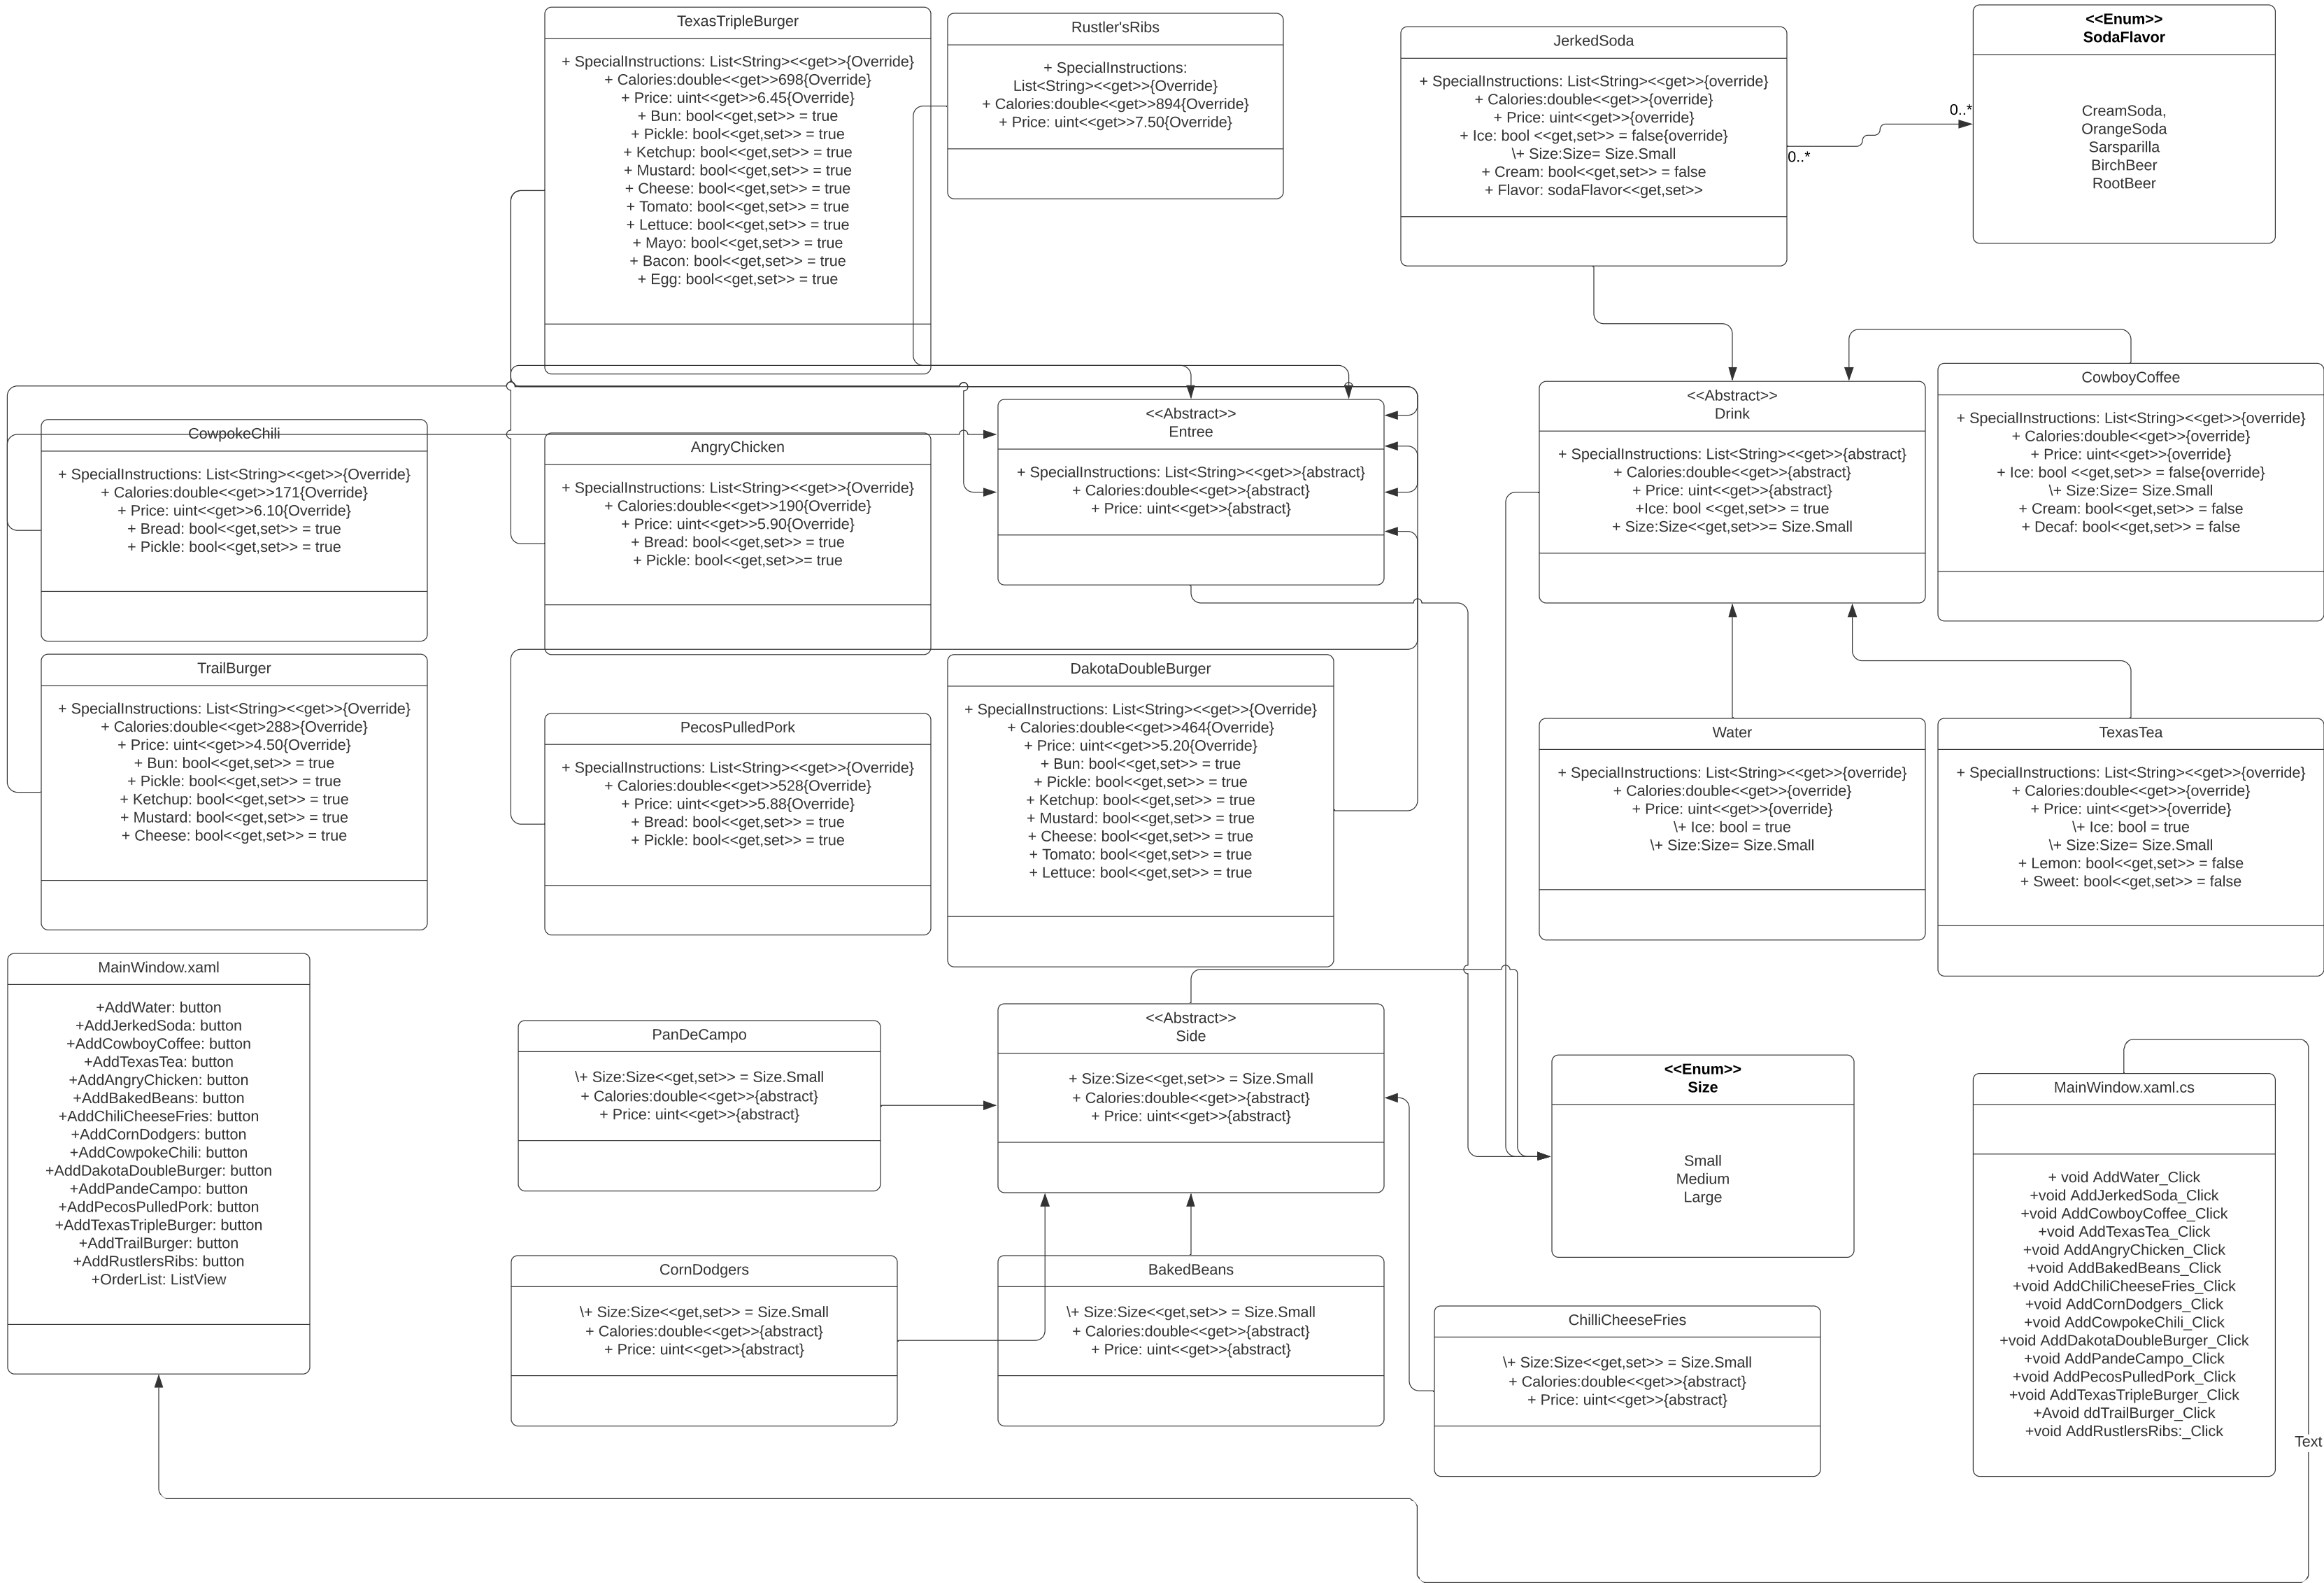 TexasTripleBurger
+ SpecialInstructions: List<String><<get>>{Override}
+ Calories:double<<get>>698{Override}
+ Price: uint<<get>>6.45{Override}
+ Bun: bool<<get,set>> = true
+ Pickle: bool<<get,set>> = true
+ Ketchup: bool<<get,set>> = true
+ Mustard: bool<<get,set>> = true
+ Cheese: bool<<get,set>> = true
+ Tomato: bool<<get,set>> = true
+ Lettuce: bool<<get,set>> = true
+ Mayo: bool<<get,set>> = true
+ Bacon: bool<<get,set>> = true
+ Egg: bool<<get,set>> = true
Rustler'sRibs
+ SpecialInstructions:
List<String><<get>>{Override}
+ Calories:double<<get>>894{Override}
+ Price: uint<<get>>7.50{Override}
JerkedSoda
+ SpecialInstructions: List<String><<get>>{override}
+ Calories:double<<get>>{override}
+ Price: uint<<get>>{override}
+ Ice: bool <<get,set>> = false{override}
\+ Size:Size= Size.Small
+ Cream: bool<<get,set>> = false
+ Flavor: sodaFlavor<<get,set>>
0..*
0..*
<<Enum>>
SodaFlavor
CreamSoda,
OrangeSoda
Sarsparilla
BirchBeer
RootBeer
CowpokeChili
+ SpecialInstructions: List<String><<get>>{Override}
+ Calories:double<<get>>171{Override}
+ Price: uint<<get>>6.10{Override}
+ Bread: bool<<get,set>> = true
+ Pickle: bool<<get,set>> = true
AngryChicken
+ SpecialInstructions: List<String><<get>>{Override}
+ Calories:double<<get>>190{Override}
+ Price: uint<<get>>5.90{Override}
+ Bread: bool<<get,set>> = true
+ Pickle: bool<<get,set>>= true
<<Abstract>>
Entree
+ SpecialInstructions: List<String><<get>>{abstract}
+ Calories:double<<get>>{abstract}
+ Price: uint<<get>>{abstract}
<<Abstract>>
Drink
+ SpecialInstructions: List<String><<get>>{abstract}
+ Calories:double<<get>>{abstract}
+ Price: uint<<get>>{abstract}
+Ice: bool <<get,set>> = true
+ Size:Size<<get,set>>= Size.Small
CowboyCoffee
+ SpecialInstructions: List<String><<get>>{override}
+ Calories:double<<get>>{override}
+ Price: uint<<get>>{override}
+ Ice: bool <<get,set>> = false{override}
\+ Size:Size= Size.Small
+ Cream: bool<<get,set>> = false
+ Decaf: bool<<get,set>> = false
TrailBurger
+ SpecialInstructions: List<String><<get>>{Override}
+ Calories:double<<get>288>{Override}
+ Price: uint<<get>>4.50{Override}
+ Bun: bool<<get,set>> = true
+ Pickle: bool<<get,set>> = true
+ Ketchup: bool<<get,set>> = true
+ Mustard: bool<<get,set>> = true
+ Cheese: bool<<get,set>> = true
PecosPulledPork
+ SpecialInstructions: List<String><<get>>{Override}
+ Calories:double<<get>>528{Override}
+ Price: uint<<get>>5.88{Override}
+ Bread: bool<<get,set>> = true
+ Pickle: bool<<get,set>> = true
DakotaDoubleBurger
+ SpecialInstructions: List<String><<get>>{Override}
+ Calories:double<<get>>464{Override}
+ Price: uint<<get>>5.20{Override}
+ Bun: bool<<get,set>> = true
+ Pickle: bool<<get,set>> = true
+ Ketchup: bool<<get,set>> = true
+ Mustard: bool<<get,set>> = true
+ Cheese: bool<<get,set>> = true
+ Tomato: bool<<get,set>> = true
+ Lettuce: bool<<get,set>> = true
Water
+ SpecialInstructions: List<String><<get>>{override}
+ Calories:double<<get>>{override}
+ Price: uint<<get>>{override}
\+ Ice: bool = true
\+ Size:Size= Size.Small
TexasTea
+ SpecialInstructions: List<String><<get>>{override}
+ Calories:double<<get>>{override}
+ Price: uint<<get>>{override}
\+ Ice: bool = true
\+ Size:Size= Size.Small
+ Lemon: bool<<get,set>> = false
+ Sweet: bool<<get,set>> = false
MainWindow.xaml
+AddWater: button
+AddJerkedSoda: button
+AddCowboyCoffee: button
+AddTexasTea: button
+AddAngryChicken: button
+AddBakedBeans: button
+AddChiliCheeseFries: button
+AddCornDodgers: button
+AddCowpokeChili: button
+AddDakotaDoubleBurger: button
+AddPandeCampo: button
+AddPecosPulledPork: button
+AddTexasTripleBurger: button
+AddTrailBurger: button
+AddRustlersRibs: button
+OrderList: ListView
PanDeCampo
\+ Size:Size<<get,set>> = Size.Small
+ Calories:double<<get>>{abstract}
+ Price: uint<<get>>{abstract}
<<Abstract>>
Side
+ Size:Size<<get,set>> = Size.Small
+ Calories:double<<get>>{abstract}
+ Price: uint<<get>>{abstract}
<<Enum>>
Size
Small
Medium
Large
MainWindow.xaml.cs
+ void AddWater_Click
+void AddJerkedSoda_Click
+void AddCowboyCoffee_Click
+void AddTexasTea_Click
+void AddAngryChicken_Click
+void AddBakedBeans_Click
+void AddChiliCheeseFries_Click
+void AddCornDodgers_Click
+void AddCowpokeChili_Click
+void AddDakotaDoubleBurger_Click
+void AddPandeCampo_Click
+void AddPecosPulledPork_Click
+void AddTexasTripleBurger_Click
+Avoid ddTrailBurger_Click
+void AddRustlersRibs:_Click
Text
CornDodgers
\+ Size:Size<<get,set>> = Size.Small
+ Calories:double<<get>>{abstract}
+ Price: uint<<get>>{abstract}
BakedBeans
\+ Size:Size<<get,set>> = Size.Small
+ Calories:double<<get>>{abstract}
+ Price: uint<<get>>{abstract}
ChilliCheeseFries
\+ Size:Size<<get,set>> = Size.Small
+ Calories:double<<get>>{abstract}
+ Price: uint<<get>>{abstract}